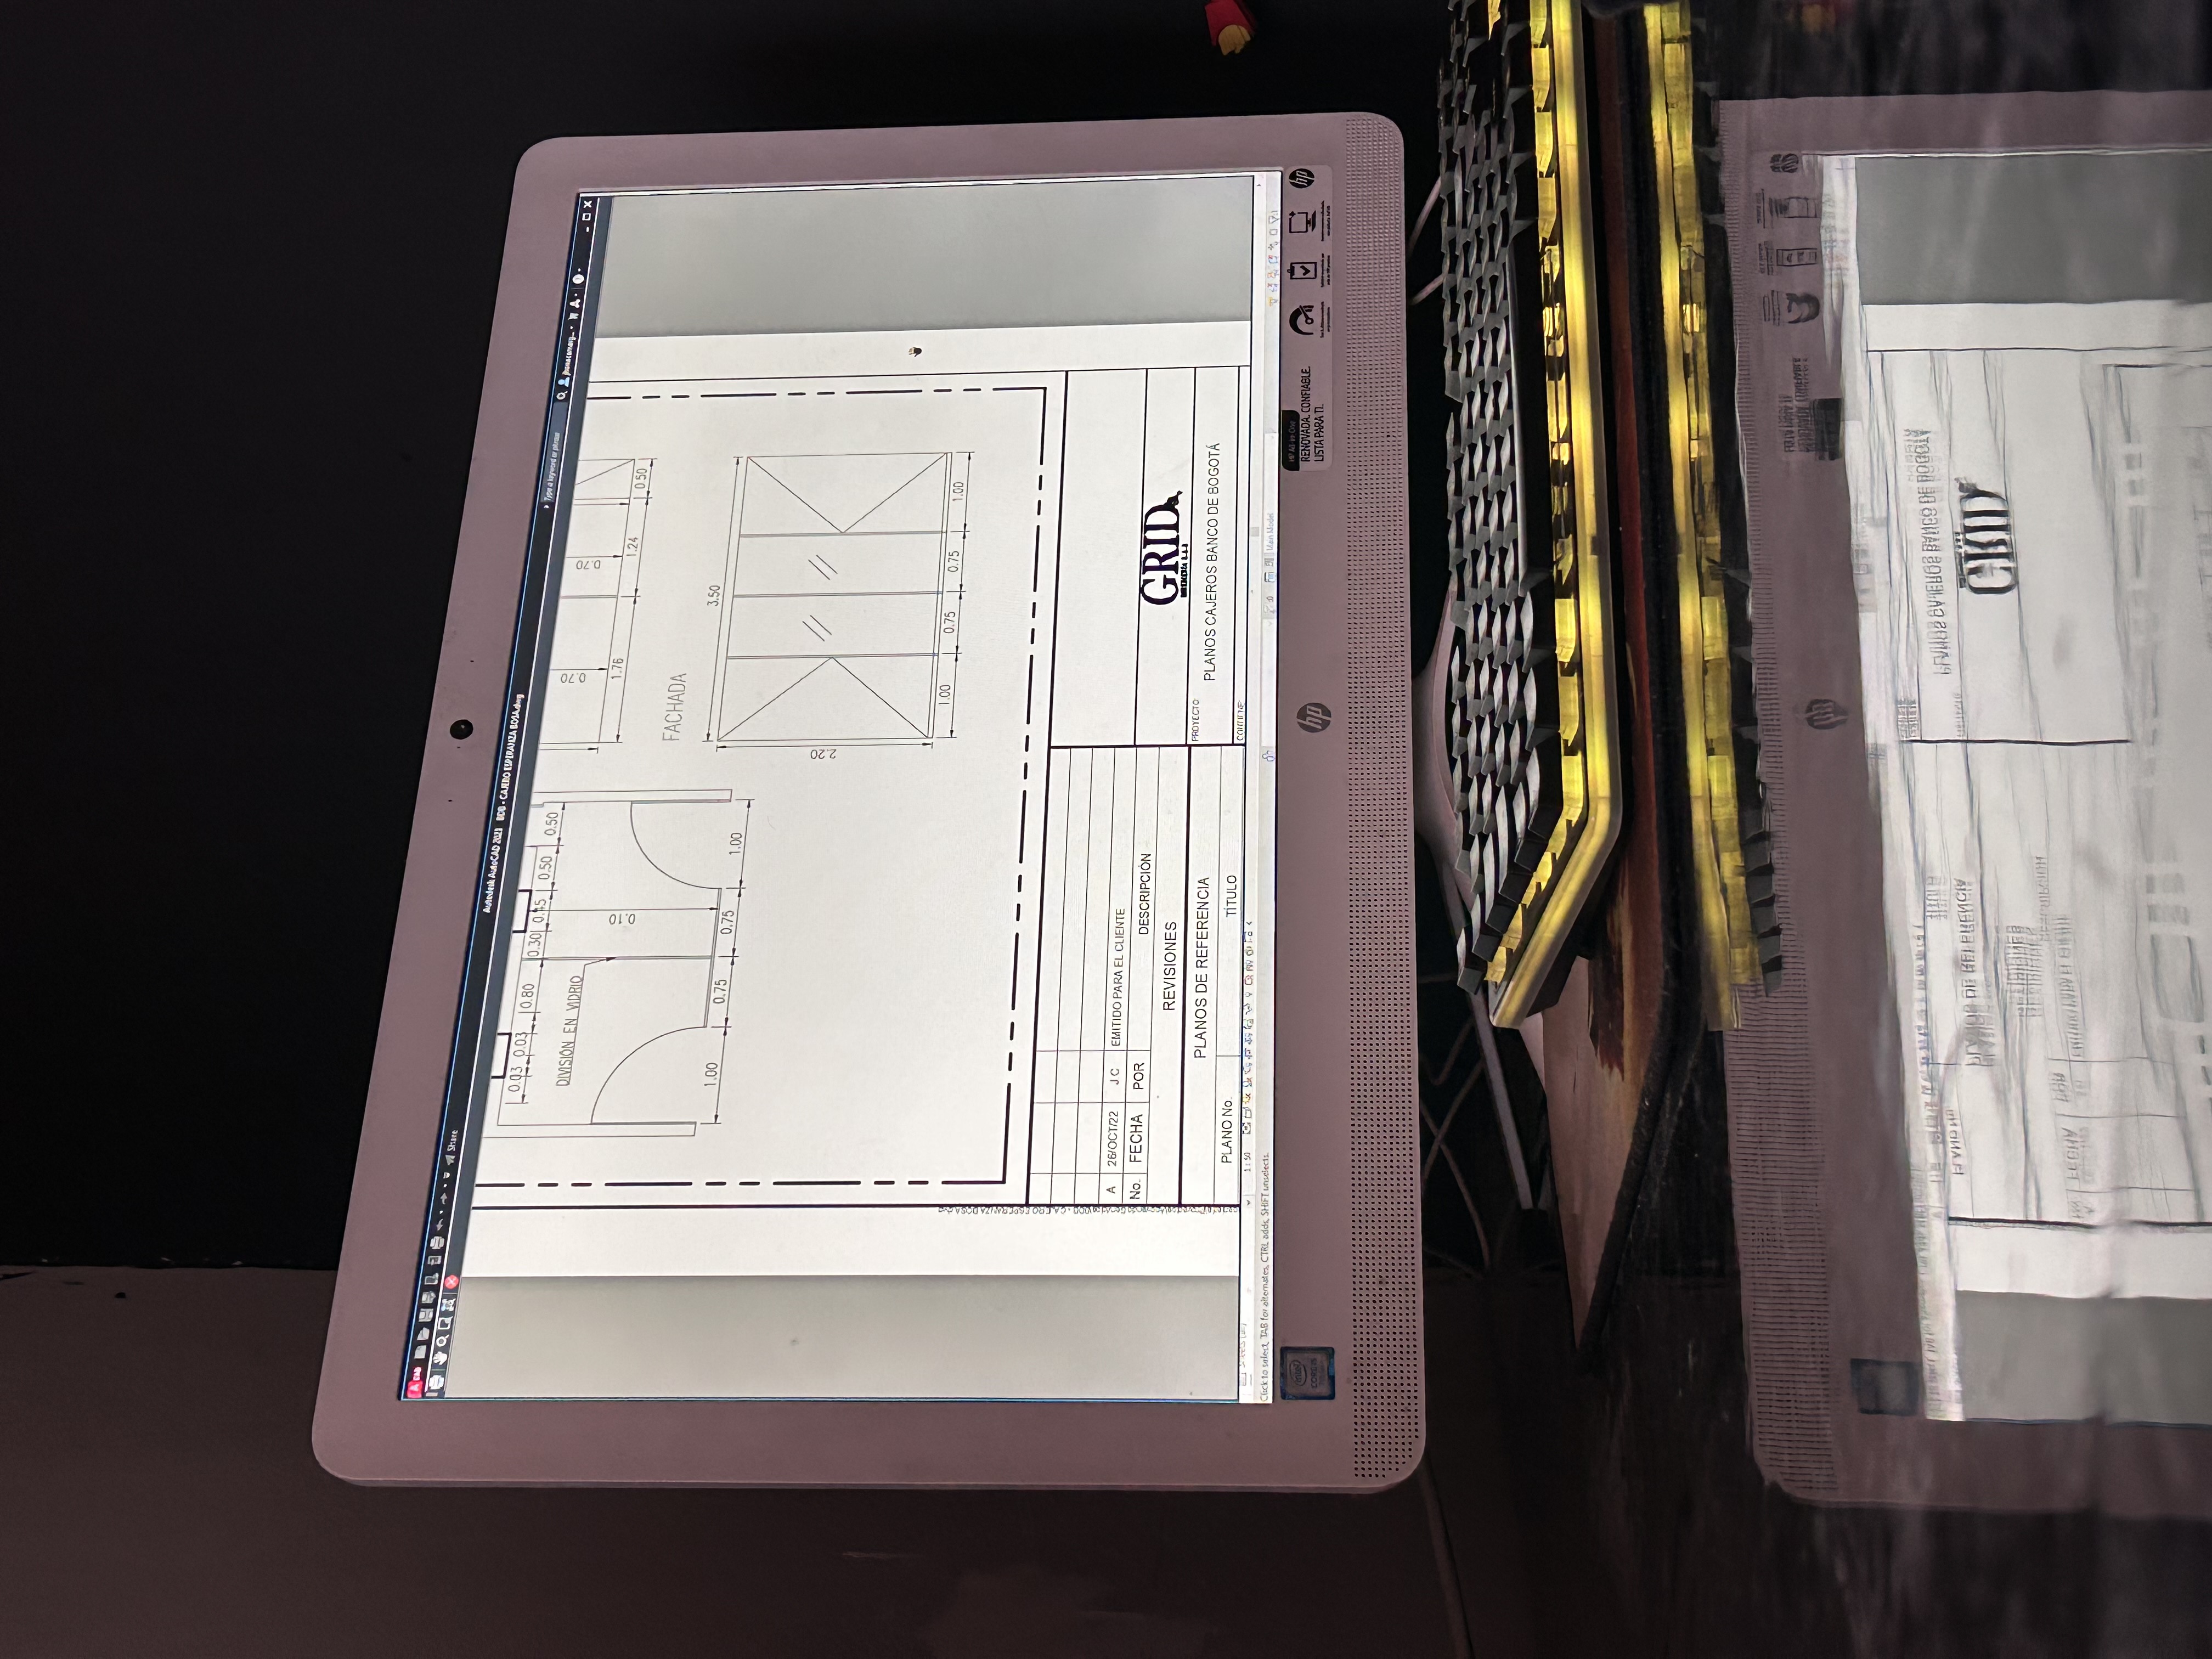 A CAD
Share
Autodesk AutoCAD 2023 BDB - CAJERO ESPERANZA BOSA.dwg
Type a keyword or phrase
0.03 0.03 0.80 0.30 0.45 0.50 0.50
DIVISIÓN EN VIDRIO
0.10
1.00 0.75 0.75 1.00
0.70 0.70
1.76 1.24 0.50
FACHADA
3.50
2.20
1.00 0.75 0.75 1.00
A 26/OCT/22 J C EMITIDO PARA EL CLIENTE
No. FECHA POR DESCRIPCIÓN
REVISIONES
PLANOS DE REFERENCIA
PLANO No. TÍTULO
GRID
INGENIERÍA S.A.S
PROYECTO:
PLANOS CAJEROS BANCO DE BOGOTÁ
CONTIENE:
1 : 50
Click to select, TAB for alternates, CTRL adds, SHIFT unselects.
Main Model
intel
CORE i5
hp
HP All-in-One
RENOVADA. CONFIABLE.
LISTA PARA TI.
hp